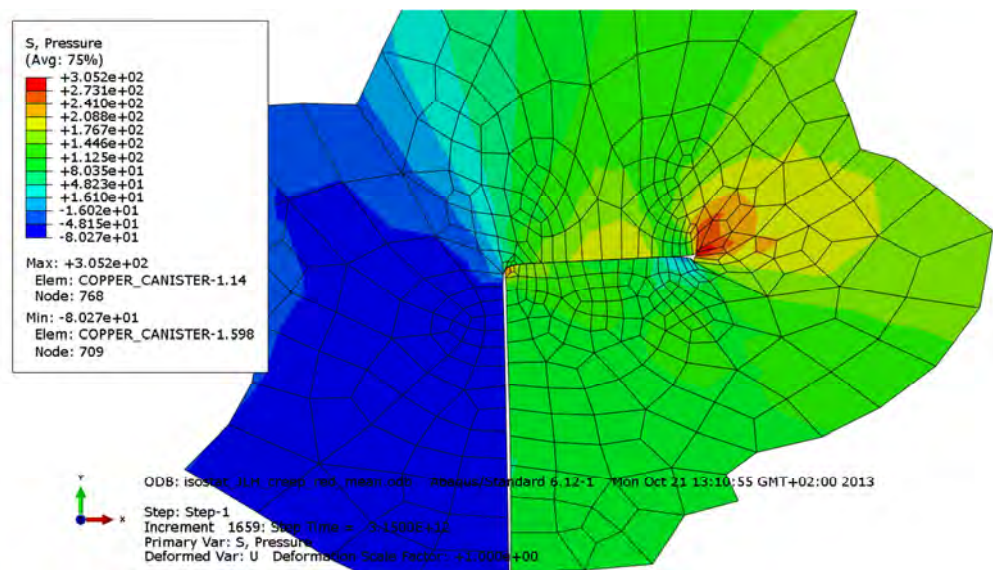 S, Pressure
(Avg: 75%)
+3.052e+02
+2.731e+02
+2.410e+02
+2.088e+02
+1.767e+02
+1.446e+02
+1.125e+02
+8.035e+01
+4.823e+01
+1.610e+01
-1.602e+01
-4.815e+01
-8.027e+01
Max: +3.052e+02
Elem: COPPER_CANISTER-1.14
Node: 768
Min: -8.027e+01
Elem: COPPER_CANISTER-1.598
Node: 709
ODB: Abaqus/Standard 6.12-1 Mon Oct 21 13:10:55 GMT+02:00 2013
Y
X
Step: Step-1
Increment 1659: Step Time =
Primary Var: S, Pressure
Deformed Var: U Deformation Scale Factor: +1.000e+00